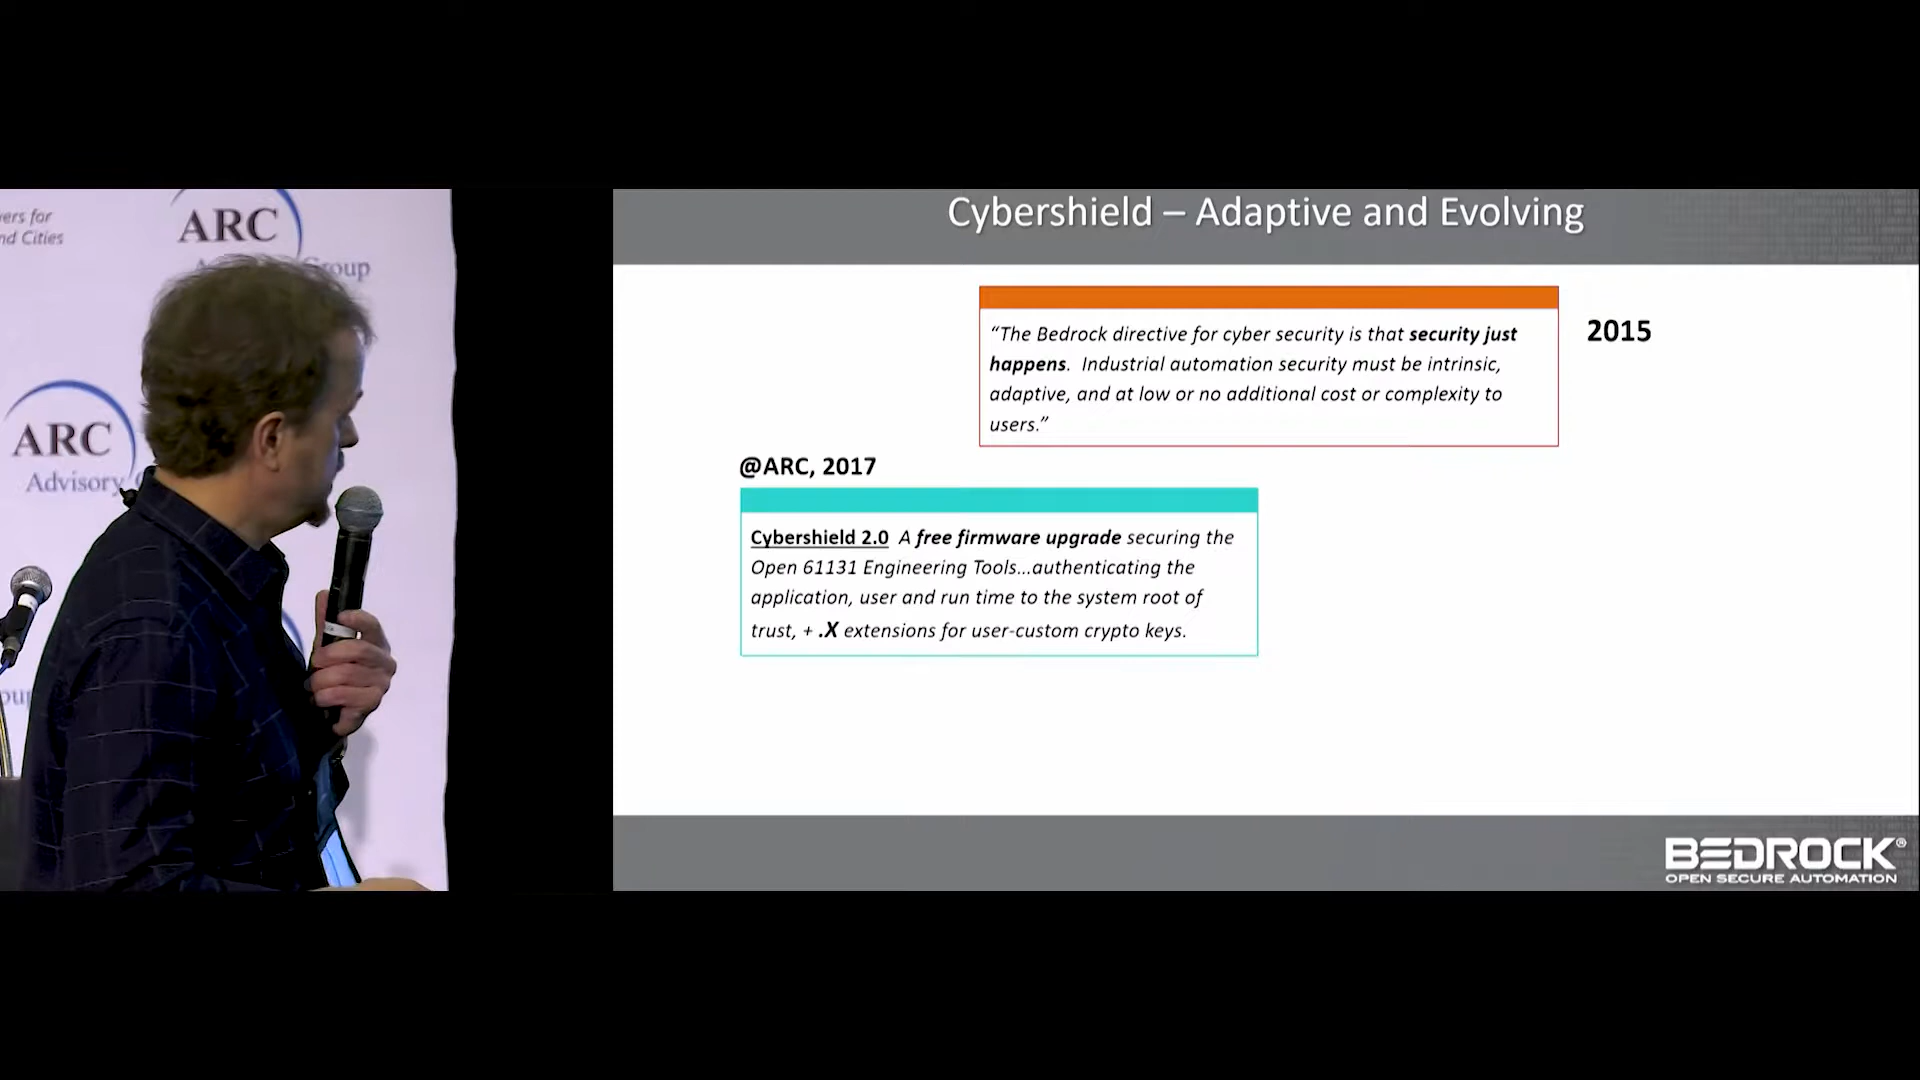 ers for
nd Cities
ARC
Group
ARC
Advisory
Cybershield – Adaptive and Evolving
“The Bedrock directive for cyber security is that security just
happens. Industrial automation security must be intrinsic,
adaptive, and at low or no additional cost or complexity to
users.”
2015
@ARC, 2017
Cybershield 2.0 A free firmware upgrade securing the
Open 61131 Engineering Tools...authenticating the
application, user and run time to the system root of
trust, + .X extensions for user-custom crypto keys.
BEDROCK®
OPEN SECURE AUTOMATION